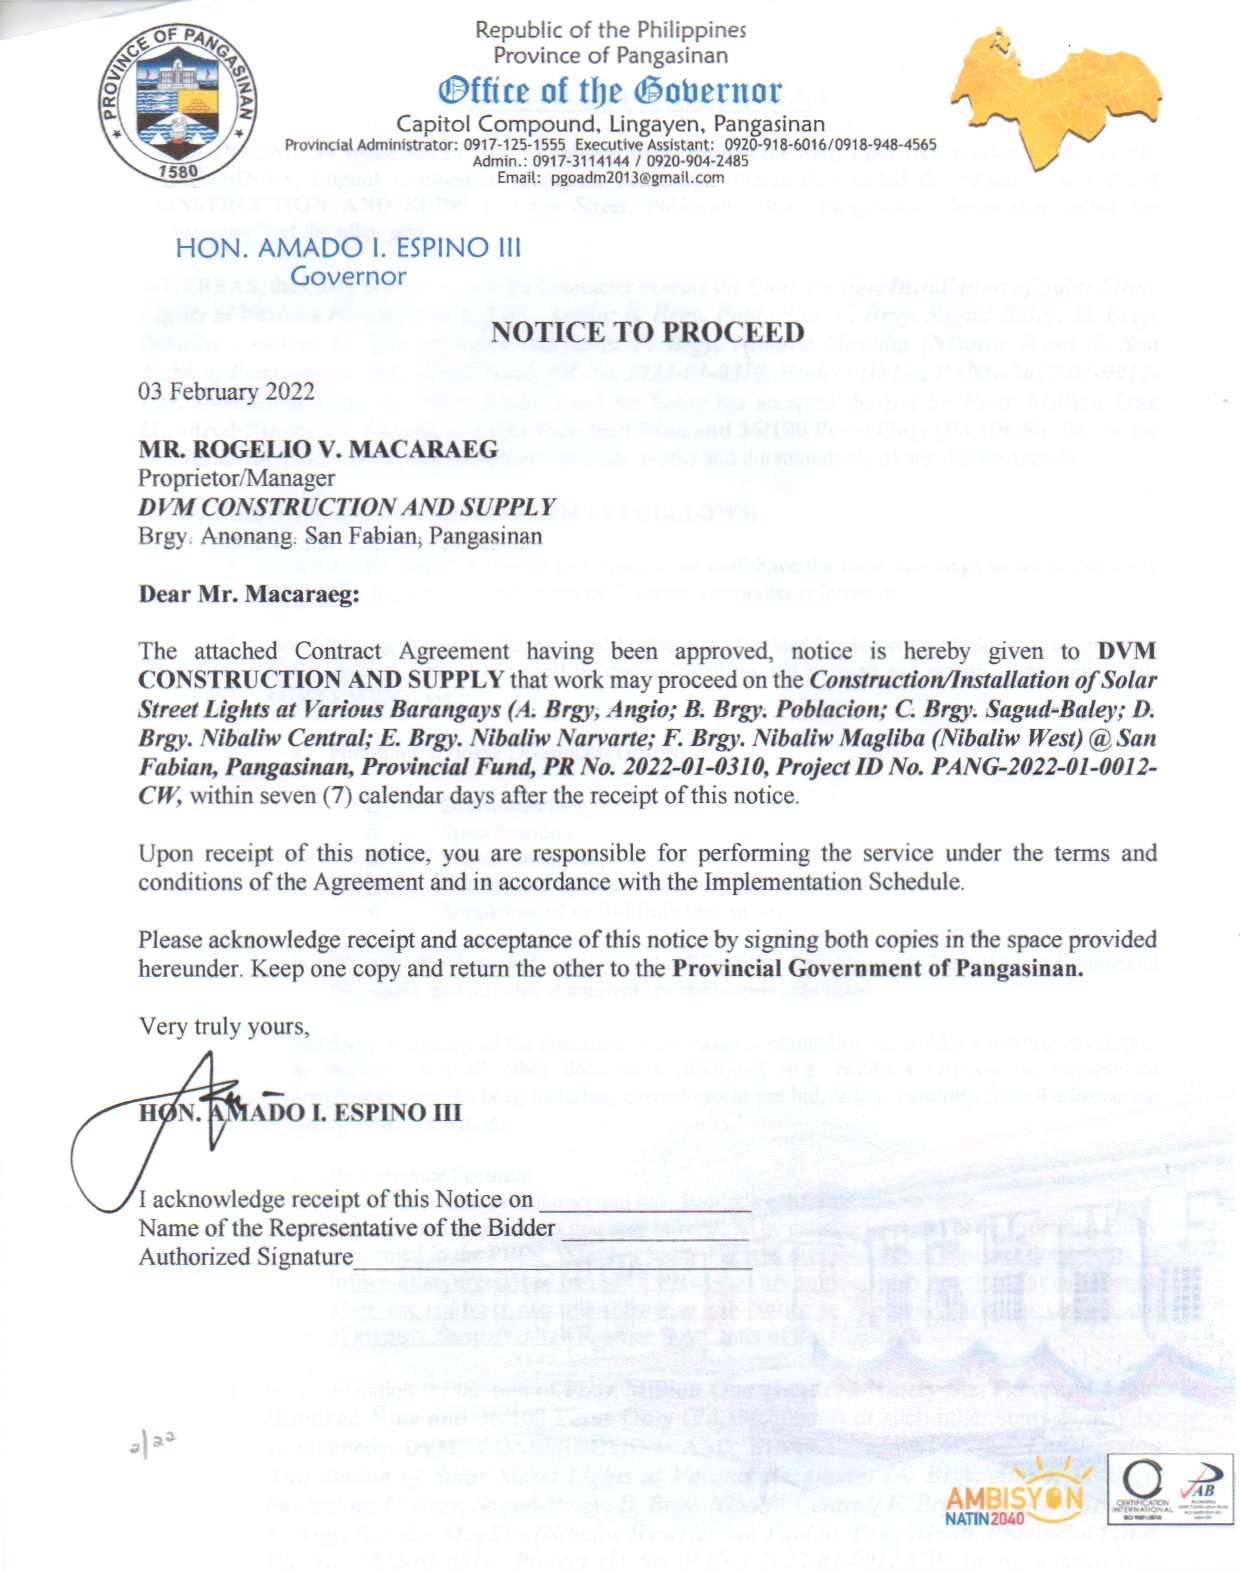 Republic of the Philippines
Province of Pangasinan
Office of the Governor
Capitol Compound, Lingayen, Pangasinan
Provincial Administrator: 0917-125-1555 Executive Assistant: 0920-918-6016/0918-948-4565
Admin.: 0917-3114144 / 0920-904-2485
Email: pgoadm2013@gmail.com
PROVINCE OF PANGASINAN
1580
HON. AMADO I. ESPINO III
Governor
NOTICE TO PROCEED
03 February 2022
MR. ROGELIO V. MACARAEG
Proprietor/Manager
DVM CONSTRUCTION AND SUPPLY
Brgy. Anonang. San Fabian, Pangasinan
Dear Mr. Macaraeg:
The attached Contract Agreement having been approved, notice is hereby given to DVM
CONSTRUCTION AND SUPPLY that work may proceed on the Construction/Installation of Solar
Street Lights at Various Barangays (A. Brgy, Angio; B. Brgy. Poblacion; C. Brgy. Sagud-Baley; D.
Brgy. Nibaliw Central; E. Brgy. Nibaliw Narvarte; F. Brgy. Nibaliw Magliba (Nibaliw West) @ San
Fabian, Pangasinan, Provincial Fund, PR No. 2022-01-0310, Project ID No. PANG-2022-01-0012-
CW, within seven (7) calendar days after the receipt of this notice.
Upon receipt of this notice, you are responsible for performing the service under the terms and
conditions of the Agreement and in accordance with the Implementation Schedule.
Please acknowledge receipt and acceptance of this notice by signing both copies in the space provided
hereunder. Keep one copy and return the other to the Provincial Government of Pangasinan.
Very truly yours,
HON. AMADO I. ESPINO III
I acknowledge receipt of this Notice on
Name of the Representative of the Bidder
Authorized Signature
2/22
AMBISYON
NATIN 2040
CERTIFICATION
INTERNATIONAL
ISO 9001:2015
AB